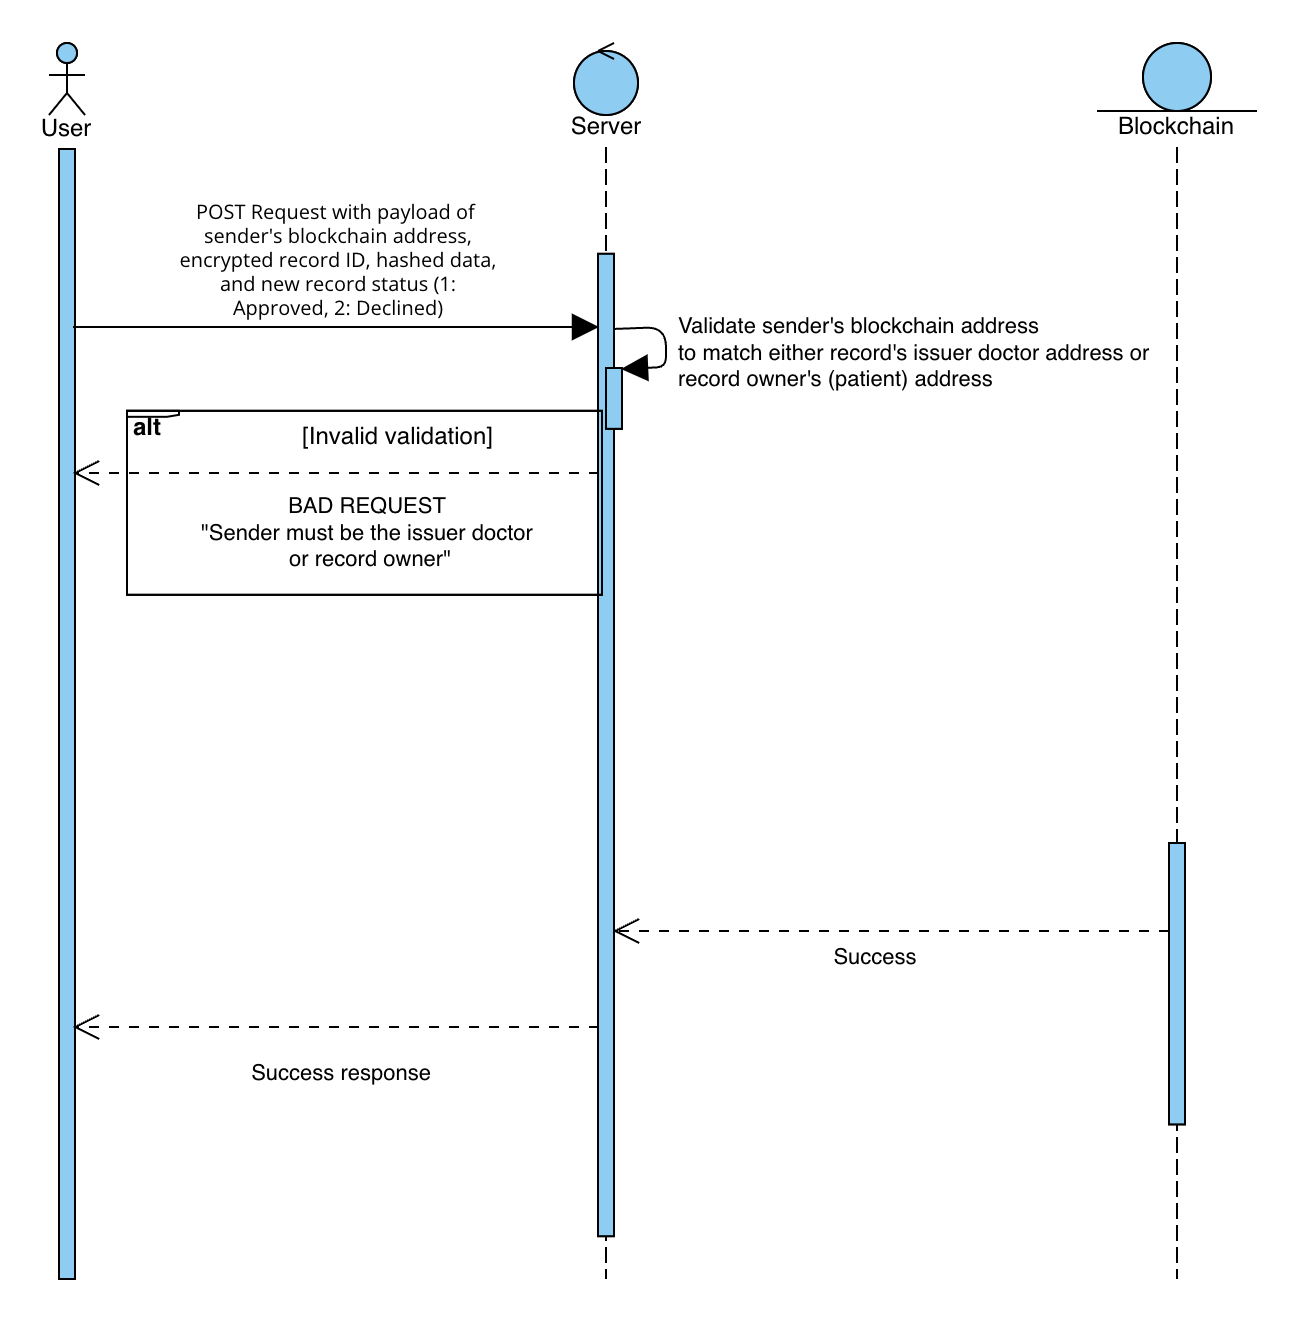 User
Server
Blockchain
POST Request with payload of
sender's blockchain address,
encrypted record ID, hashed data,
and new record status (1:
Approved, 2: Declined)
Validate sender's blockchain address
to match either record's issuer doctor address or
record owner's (patient) address
alt
[Invalid validation]
BAD REQUEST
"Sender must be the issuer doctor
or record owner"
Success
Success response